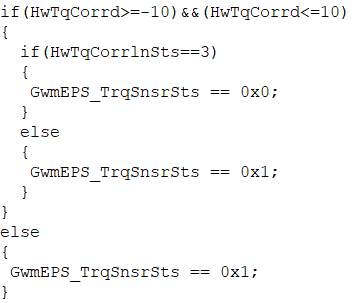 if(HwTqCorrd>=-10)&&(HwTqCorrd<=10)
{
  if(HwTqCorrlnSts==3)
  {
   GwmEPS_TrqSnsrSts == 0x0;
  }
  else
  {
   GwmEPS_TrqSnsrSts == 0x1;
  }
}
else
{
 GwmEPS_TrqSnsrSts == 0x1;
}